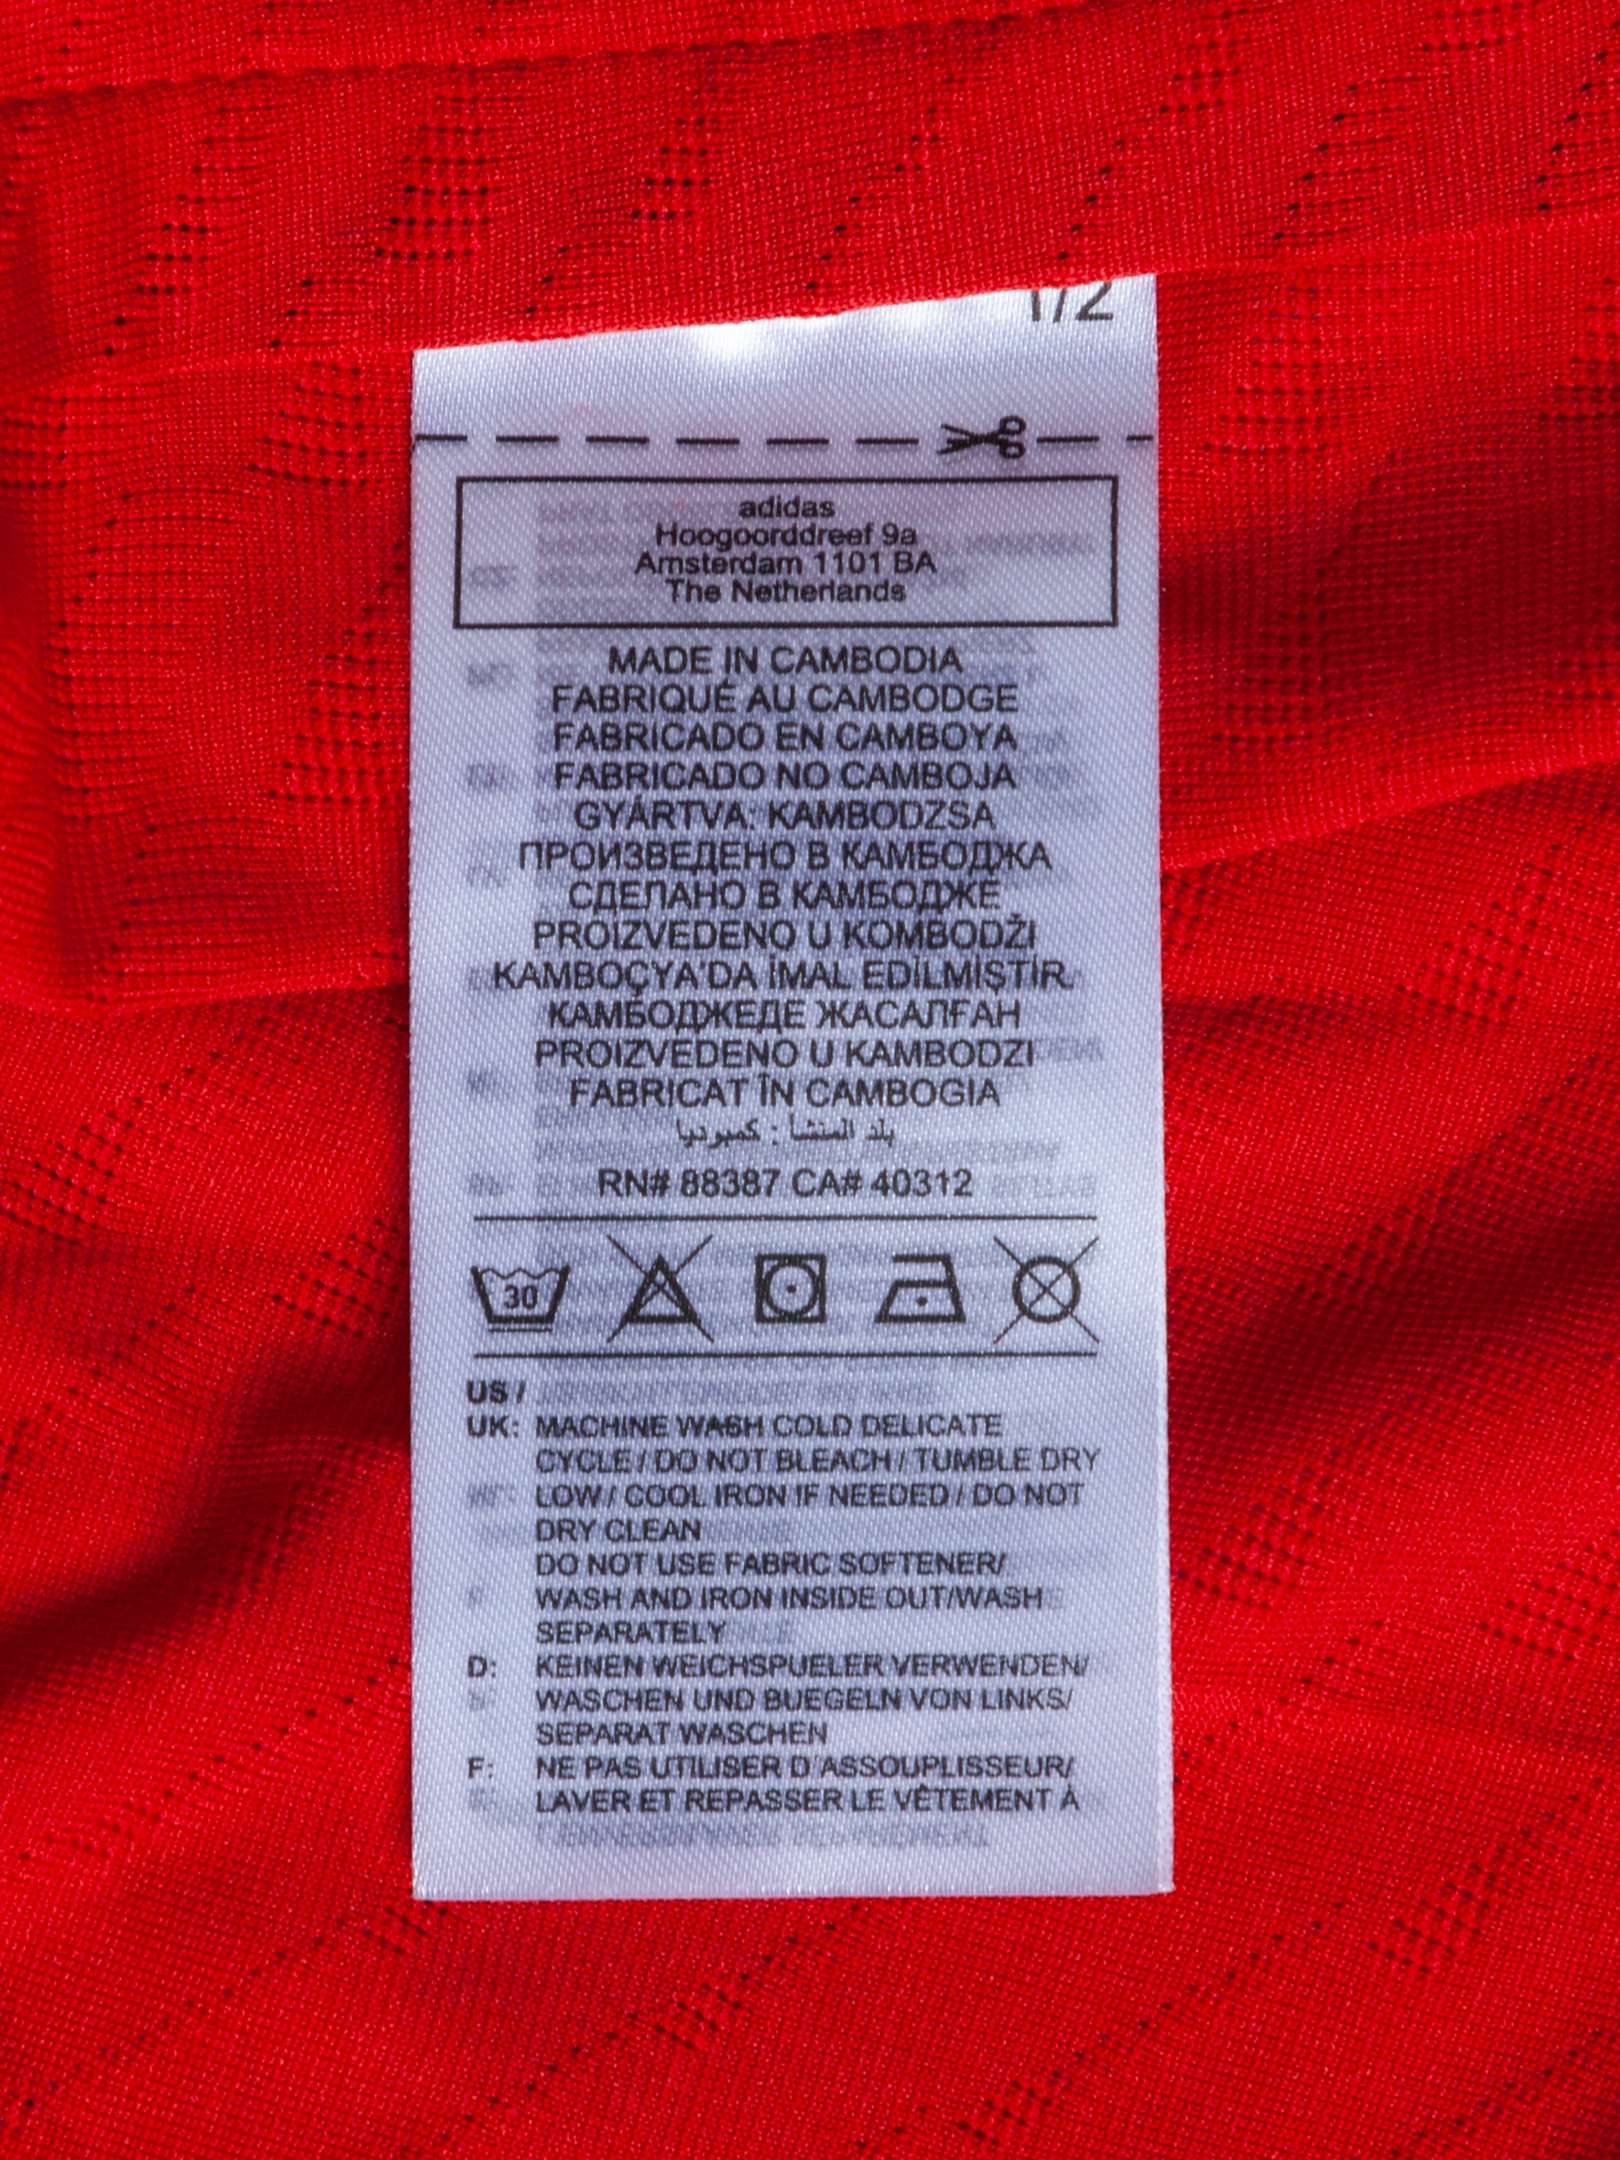 1/2
adidas
Hoogoorddreef 9a
Amsterdam 1101 BA
The Netherlands
MADE IN CAMBODIA
FABRIQUÉ AU CAMBODGE
FABRICADO EN CAMBOYA
FABRICADO NO CAMBOJA
GYÁRTVA: KAMBODZSA
ПРОИЗВЕДЕНО В КАМБОДЖА
СДЕЛАНО В КАМБОДЖЕ
PROIZVEDENO U KOMBODŽI
KAMBOÇYA'DA İMAL EDİLMİŞTİR.
КАМБОДЖЕДЕ ЖАСАЛҒАН
PROIZVEDENO U KAMBODZI
FABRICAT ÎN CAMBOGIA
بلد المنشأ : كمبوديا
RN# 88387 CA# 40312
30
US /
UK: MACHINE WASH COLD DELICATE
CYCLE / DO NOT BLEACH / TUMBLE DRY
LOW / COOL IRON IF NEEDED / DO NOT
DRY CLEAN
DO NOT USE FABRIC SOFTENER/
WASH AND IRON INSIDE OUT/WASH
SEPARATELY
D: KEINEN WEICHSPUELER VERWENDEN/
WASCHEN UND BUEGELN VON LINKS/
SEPARAT WASCHEN
F: NE PAS UTILISER D'ASSOUPLISSEUR/
LAVER ET REPASSER LE VÊTEMENT À